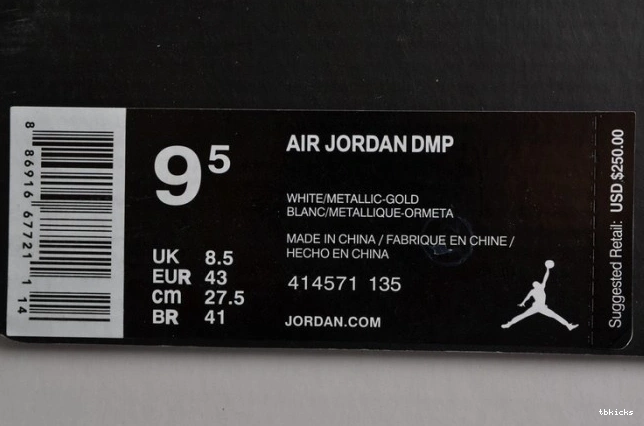 8 86916 67721 1 14
9 5
UK 8.5
EUR 43
cm 27.5
BR 41
AIR JORDAN DMP
WHITE/METALLIC-GOLD
BLANC/METALLIQUE-ORMETA
MADE IN CHINA / FABRIQUE EN CHINE /
HECHO EN CHINA
414571 135
JORDAN.COM
Suggested Retail: USD $250.00
tbkicks